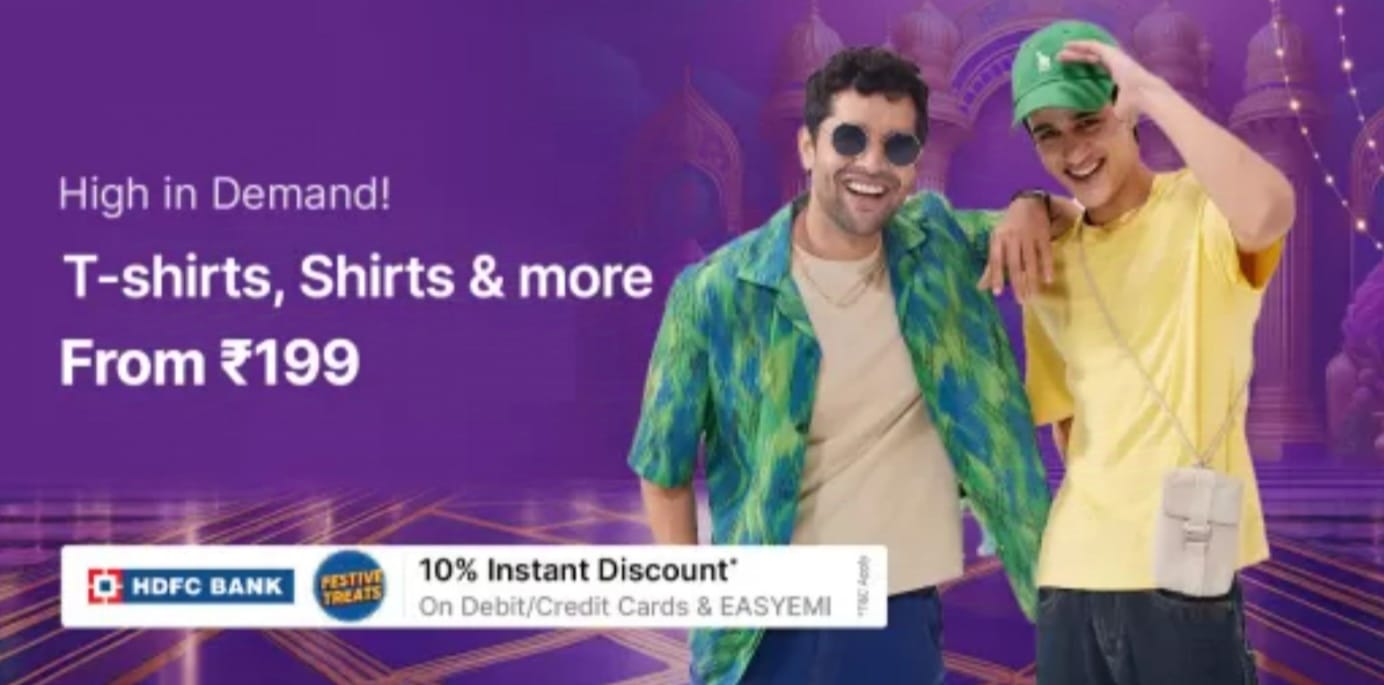 High in Demand!
T-shirts, Shirts & more
From ₹199
HDFC BANK
FESTIVE
TREATS
10% Instant Discount*
On Debit/Credit Cards & EASYEMI
*T&C Apply